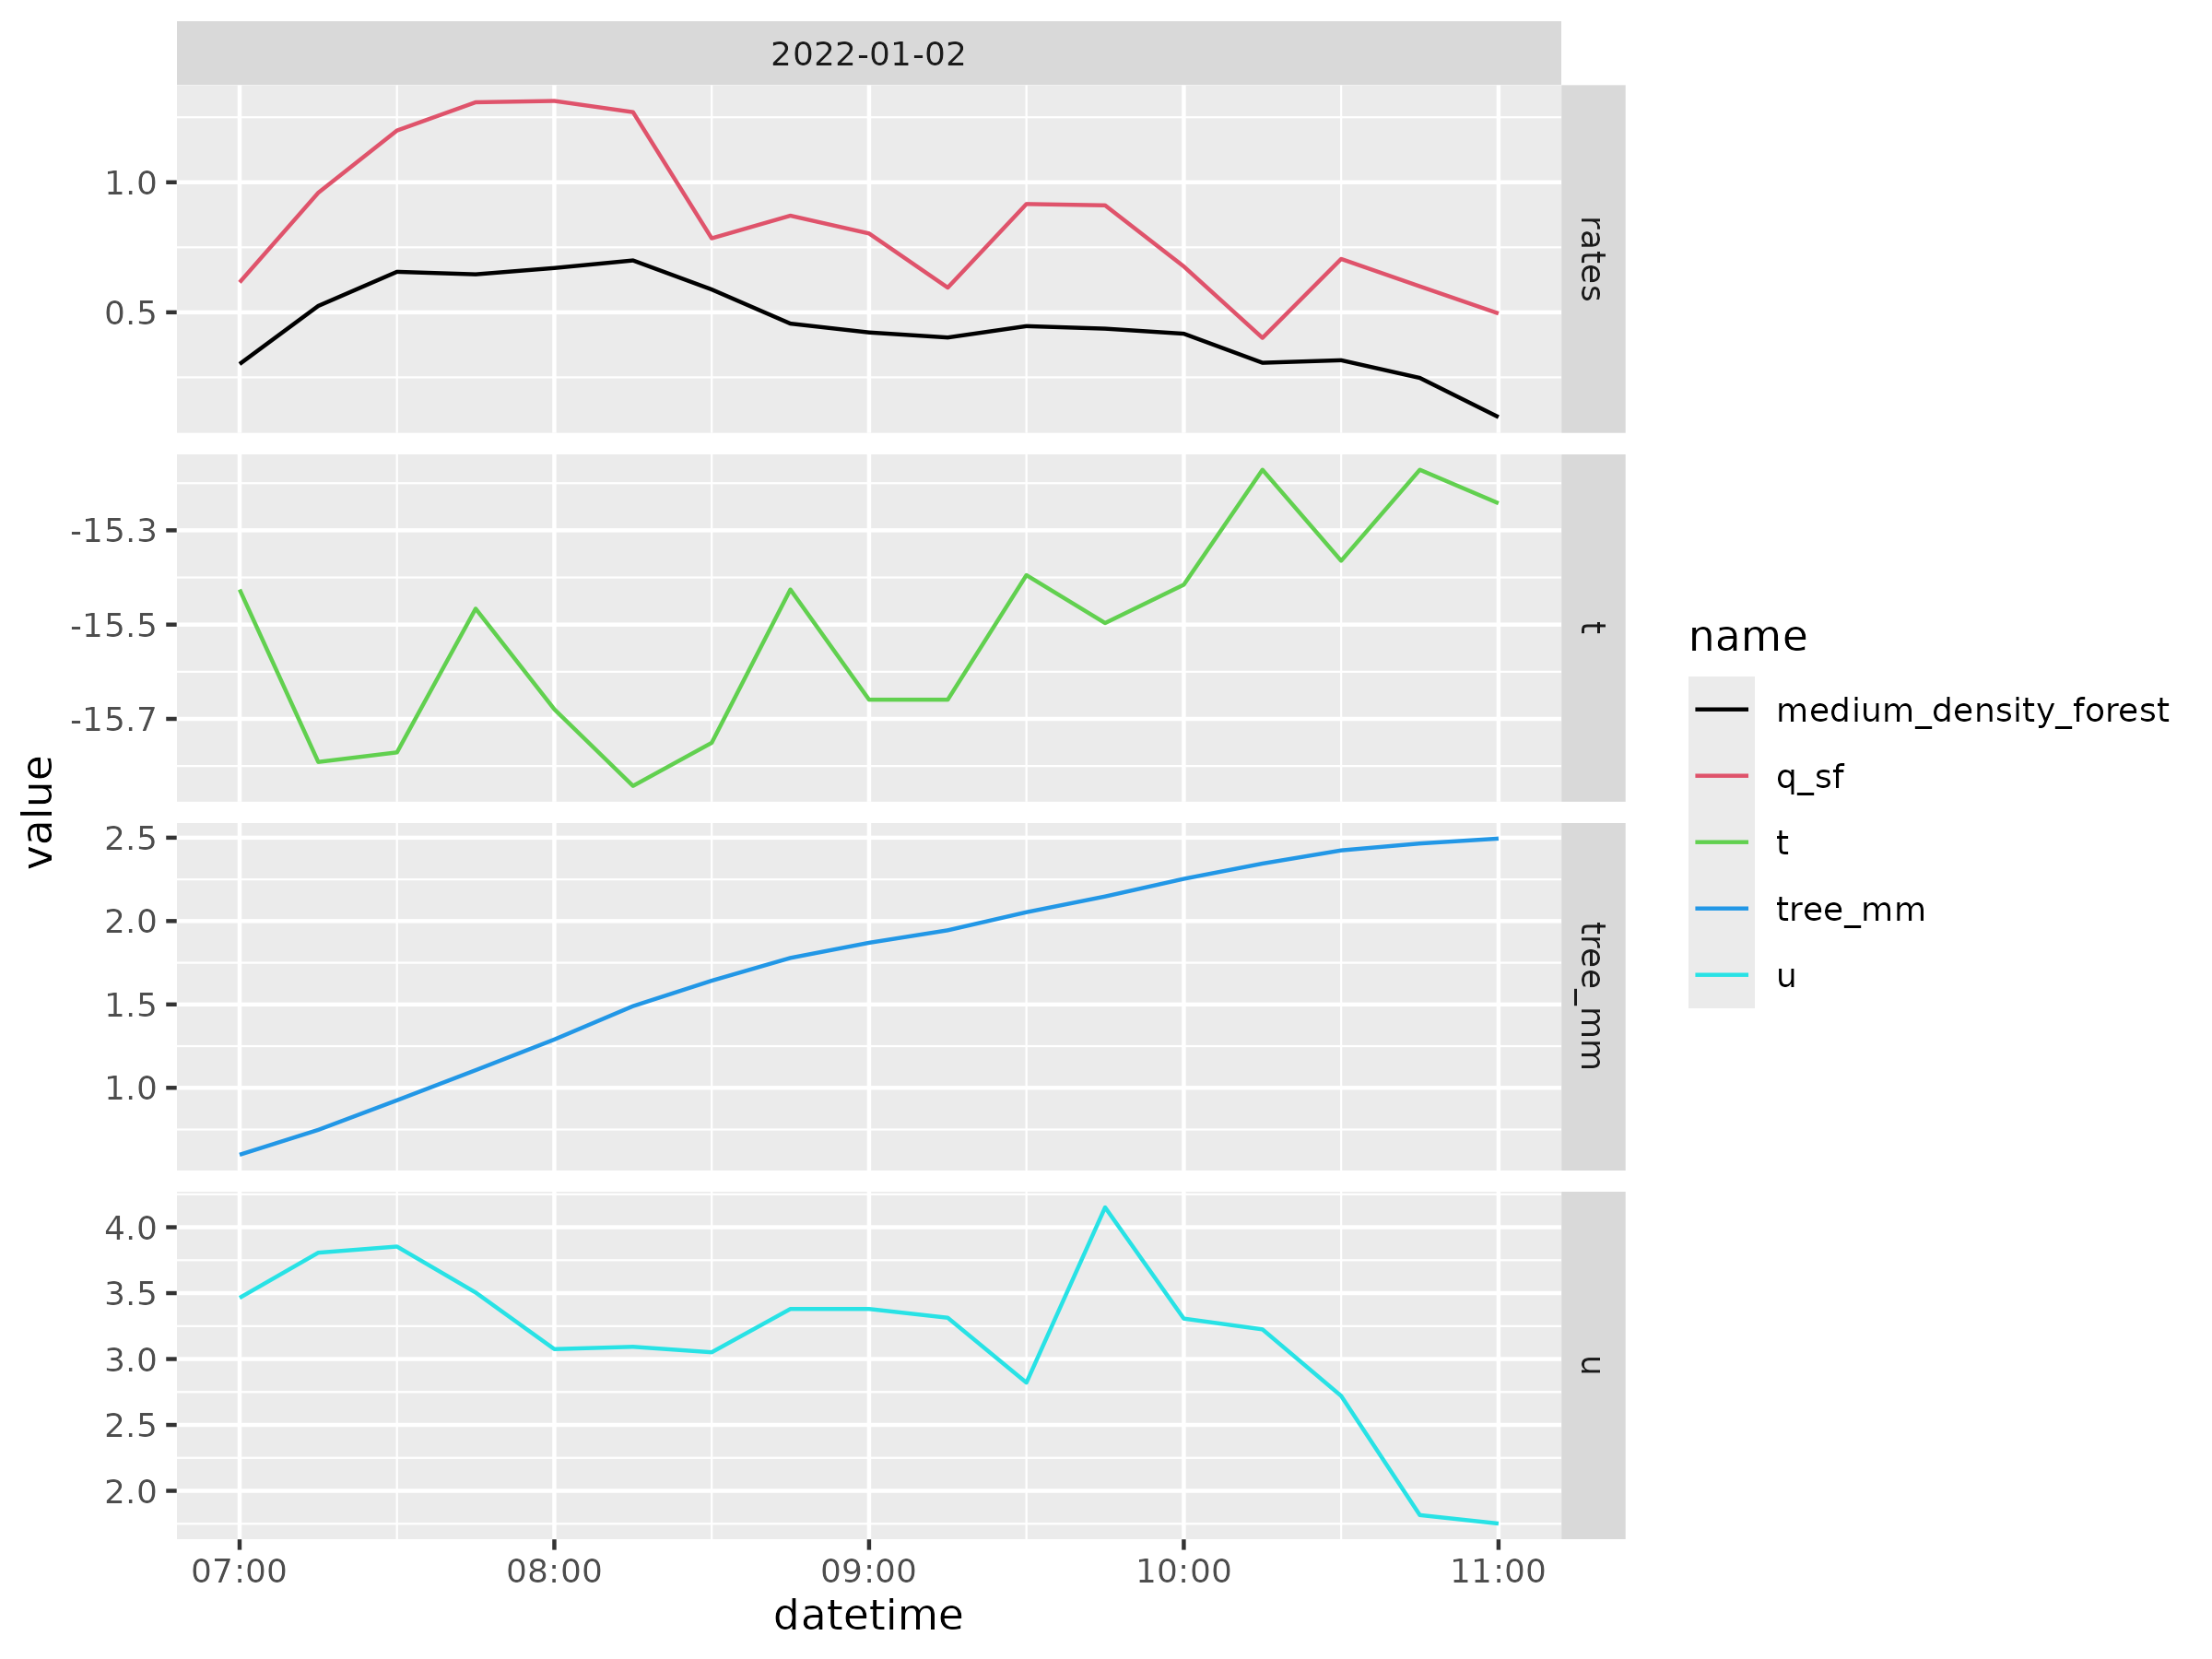 2022-01-02
1.0
0.5
rates
-15.3
-15.5
-15.7
t
2.5
2.0
1.5
1.0
tree_mm
4.0
3.5
3.0
2.5
2.0
u
07:00 08:00 09:00 10:00 11:00
datetime
value
name
medium_density_forest
q_sf
t
tree_mm
u